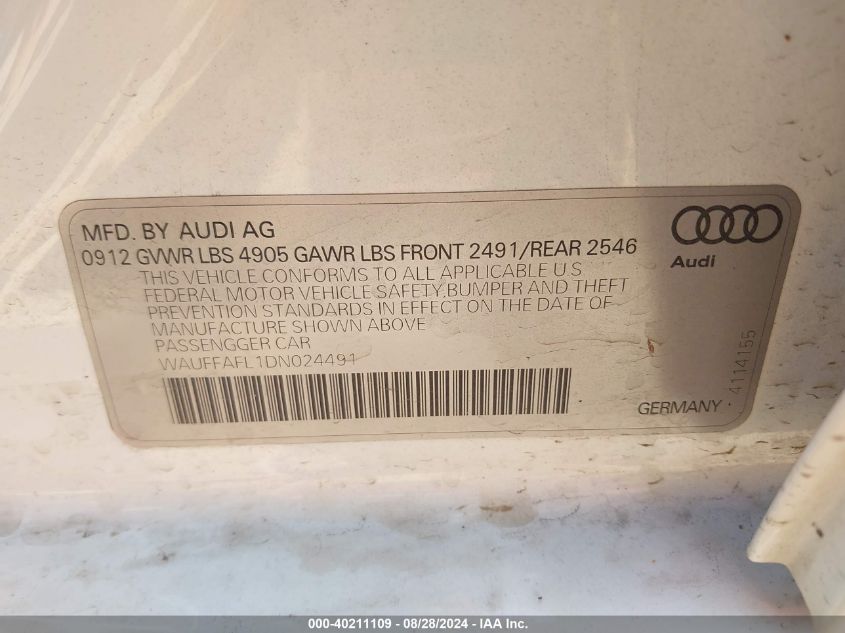 MFD. BY AUDI AG
0912 GVWR LBS 4905 GAWR LBS FRONT 2491/REAR 2546
THIS VEHICLE CONFORMS TO ALL APPLICABLE U.S
FEDERAL MOTOR VEHICLE SAFETY,BUMPER AND THEFT
PREVENTION STANDARDS IN EFFECT ON THE DATE OF
MANUFACTURE SHOWN ABOVE
PASSENGGER CAR
WAUFFAFL1DN024491
Audi
GERMANY
4114155
000-40211109 - 08/28/2024 - IAA Inc.